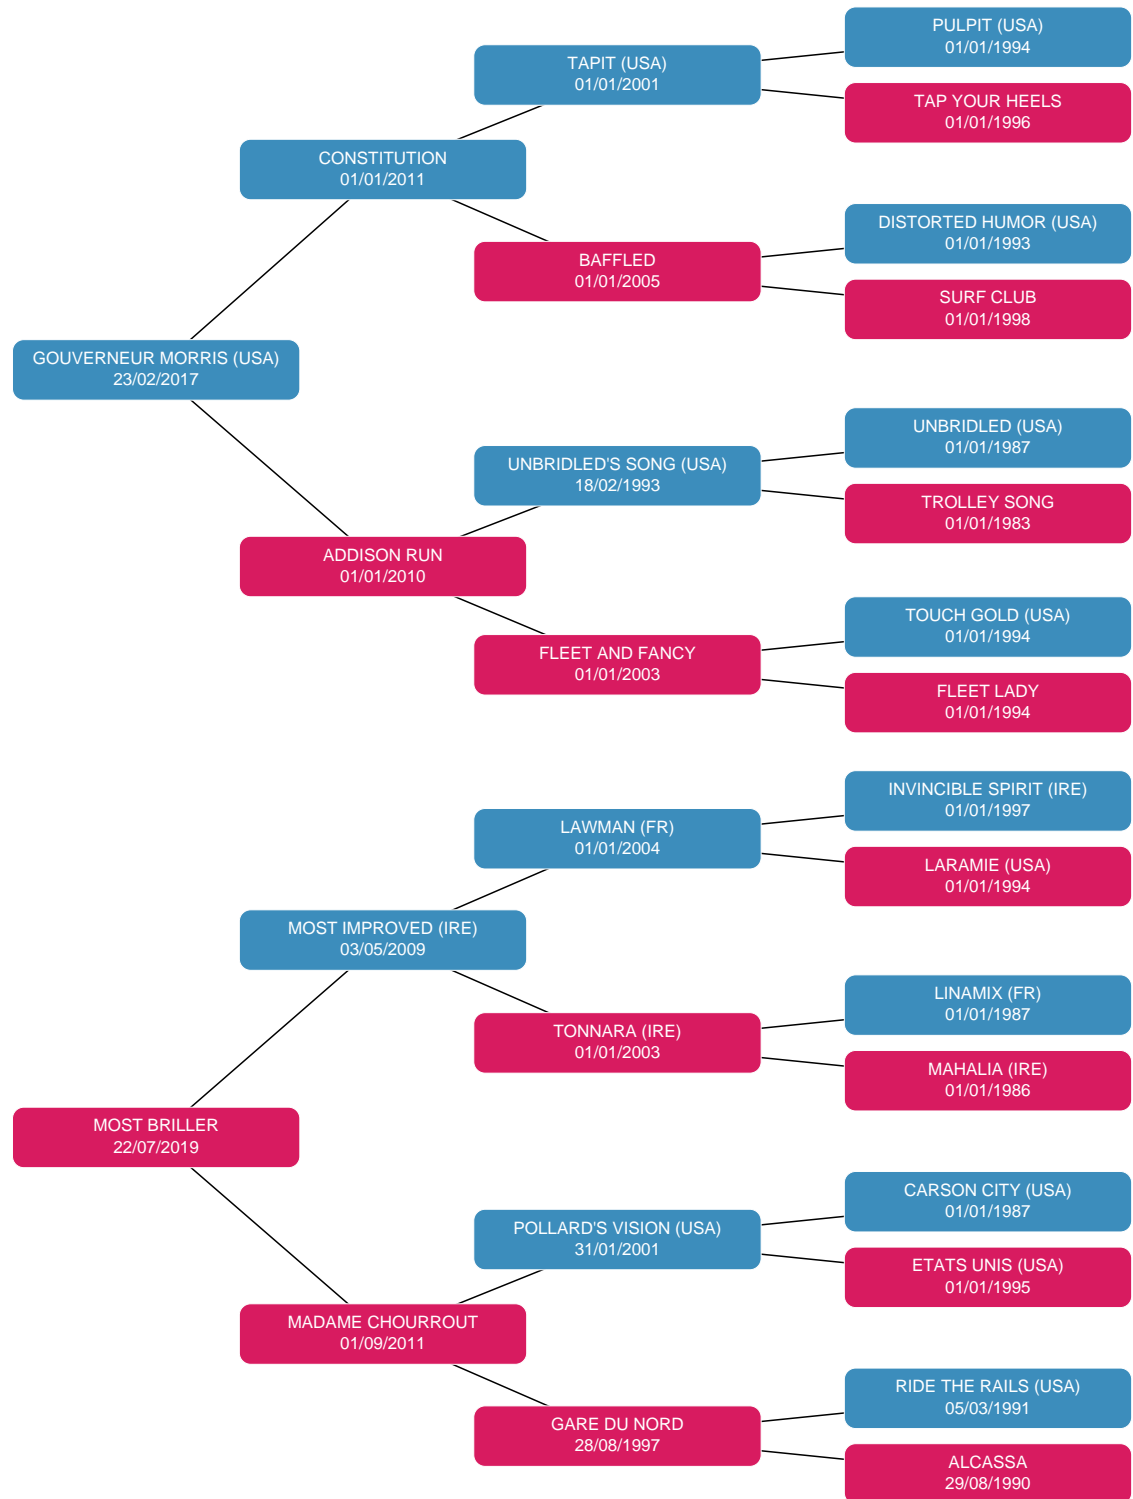 PULPIT (USA)
01/01/1994
TAPIT (USA)
01/01/2001
TAP YOUR HEELS
01/01/1996
CONSTITUTION
01/01/2011
DISTORTED HUMOR (USA)
01/01/1993
BAFFLED
01/01/2005
SURF CLUB
01/01/1998
GOUVERNEUR MORRIS (USA)
23/02/2017
UNBRIDLED (USA)
01/01/1987
UNBRIDLED'S SONG (USA)
18/02/1993
TROLLEY SONG
01/01/1983
ADDISON RUN
01/01/2010
TOUCH GOLD (USA)
01/01/1994
FLEET AND FANCY
01/01/2003
FLEET LADY
01/01/1994
INVINCIBLE SPIRIT (IRE)
01/01/1997
LAWMAN (FR)
01/01/2004
LARAMIE (USA)
01/01/1994
MOST IMPROVED (IRE)
03/05/2009
LINAMIX (FR)
01/01/1987
TONNARA (IRE)
01/01/2003
MAHALIA (IRE)
01/01/1986
MOST BRILLER
22/07/2019
CARSON CITY (USA)
01/01/1987
POLLARD'S VISION (USA)
31/01/2001
ETATS UNIS (USA)
01/01/1995
MADAME CHOURROUT
01/09/2011
RIDE THE RAILS (USA)
05/03/1991
GARE DU NORD
28/08/1997
ALCASSA
29/08/1990